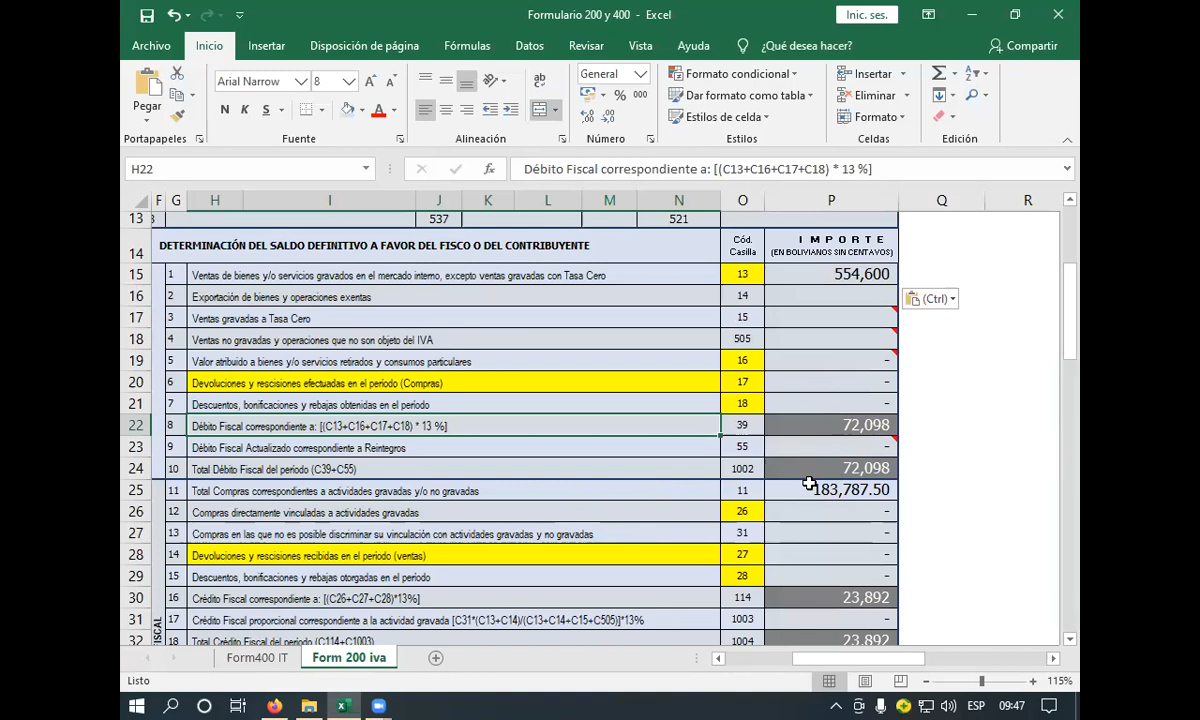 Formulario 200 y 400 - Excel
Inic. ses.
Archivo Inicio Insertar Disposición de página Fórmulas Datos Revisar Vista Ayuda ¿Qué desea hacer? Compartir
Pegar
Arial Narrow 8
General
N K S
% 000
Formato condicional
Dar formato como tabla
Estilos de celda
Insertar
Eliminar
Formato
Portapapeles Fuente Alineación Número Estilos Celdas Edición
H22 fx Débito Fiscal correspondiente a: [(C13+C16+C17+C18) * 13 %]
F G H I J K L M N O P Q R
13 537 521
14 DETERMINACIÓN DEL SALDO DEFINITIVO A FAVOR DEL FISCO O DEL CONTRIBUYENTE Cód. Casilla I M P O R T E (EN BOLIVIANOS SIN CENTAVOS)
15 1 Ventas de bienes y/o servicios gravados en el mercado interno, excepto ventas gravadas con Tasa Cero 13 554,600
16 2 Exportación de bienes y operaciones exentas 14
(Ctrl)
17 3 Ventas gravadas a Tasa Cero 15
18 4 Ventas no gravadas y operaciones que no son objeto del IVA 505
19 5 Valor atribuido a bienes y/o servicios retirados y consumos particulares 16 -
20 6 Devoluciones y rescisiones efectuadas en el período (Compras) 17 -
21 7 Descuentos, bonificaciones y rebajas obtenidas en el período 18 -
22 8 Débito Fiscal correspondiente a: [(C13+C16+C17+C18) * 13 %] 39 72,098
23 9 Débito Fiscal Actualizado correspondiente a Reintegros 55 -
24 10 Total Débito Fiscal del período (C39+C55) 1002 72,098
25 11 Total Compras correspondientes a actividades gravadas y/o no gravadas 11 183,787.50
26 12 Compras directamente vinculadas a actividades gravadas 26 -
27 13 Compras en las que no es posible discriminar su vinculación con actividades gravadas y no gravadas 31 -
28 14 Devoluciones y rescisiones recibidas en el período (ventas) 27 -
29 15 Descuentos, bonificaciones y rebajas otorgadas en el período 28 -
30 16 Crédito Fiscal correspondiente a: [(C26+C27+C28)*13%] 114 23,892
31 17 Crédito Fiscal proporcional correspondiente a la actividad gravada [C31*(C13+C14)/(C13+C14+C15+C505)]*13% 1003 -
32 18 Total Crédito Fiscal del período (C114+C1003) 1004 23,892
FISCAL
Form400 IT Form 200 iva
Listo 115%
ESP 09:47